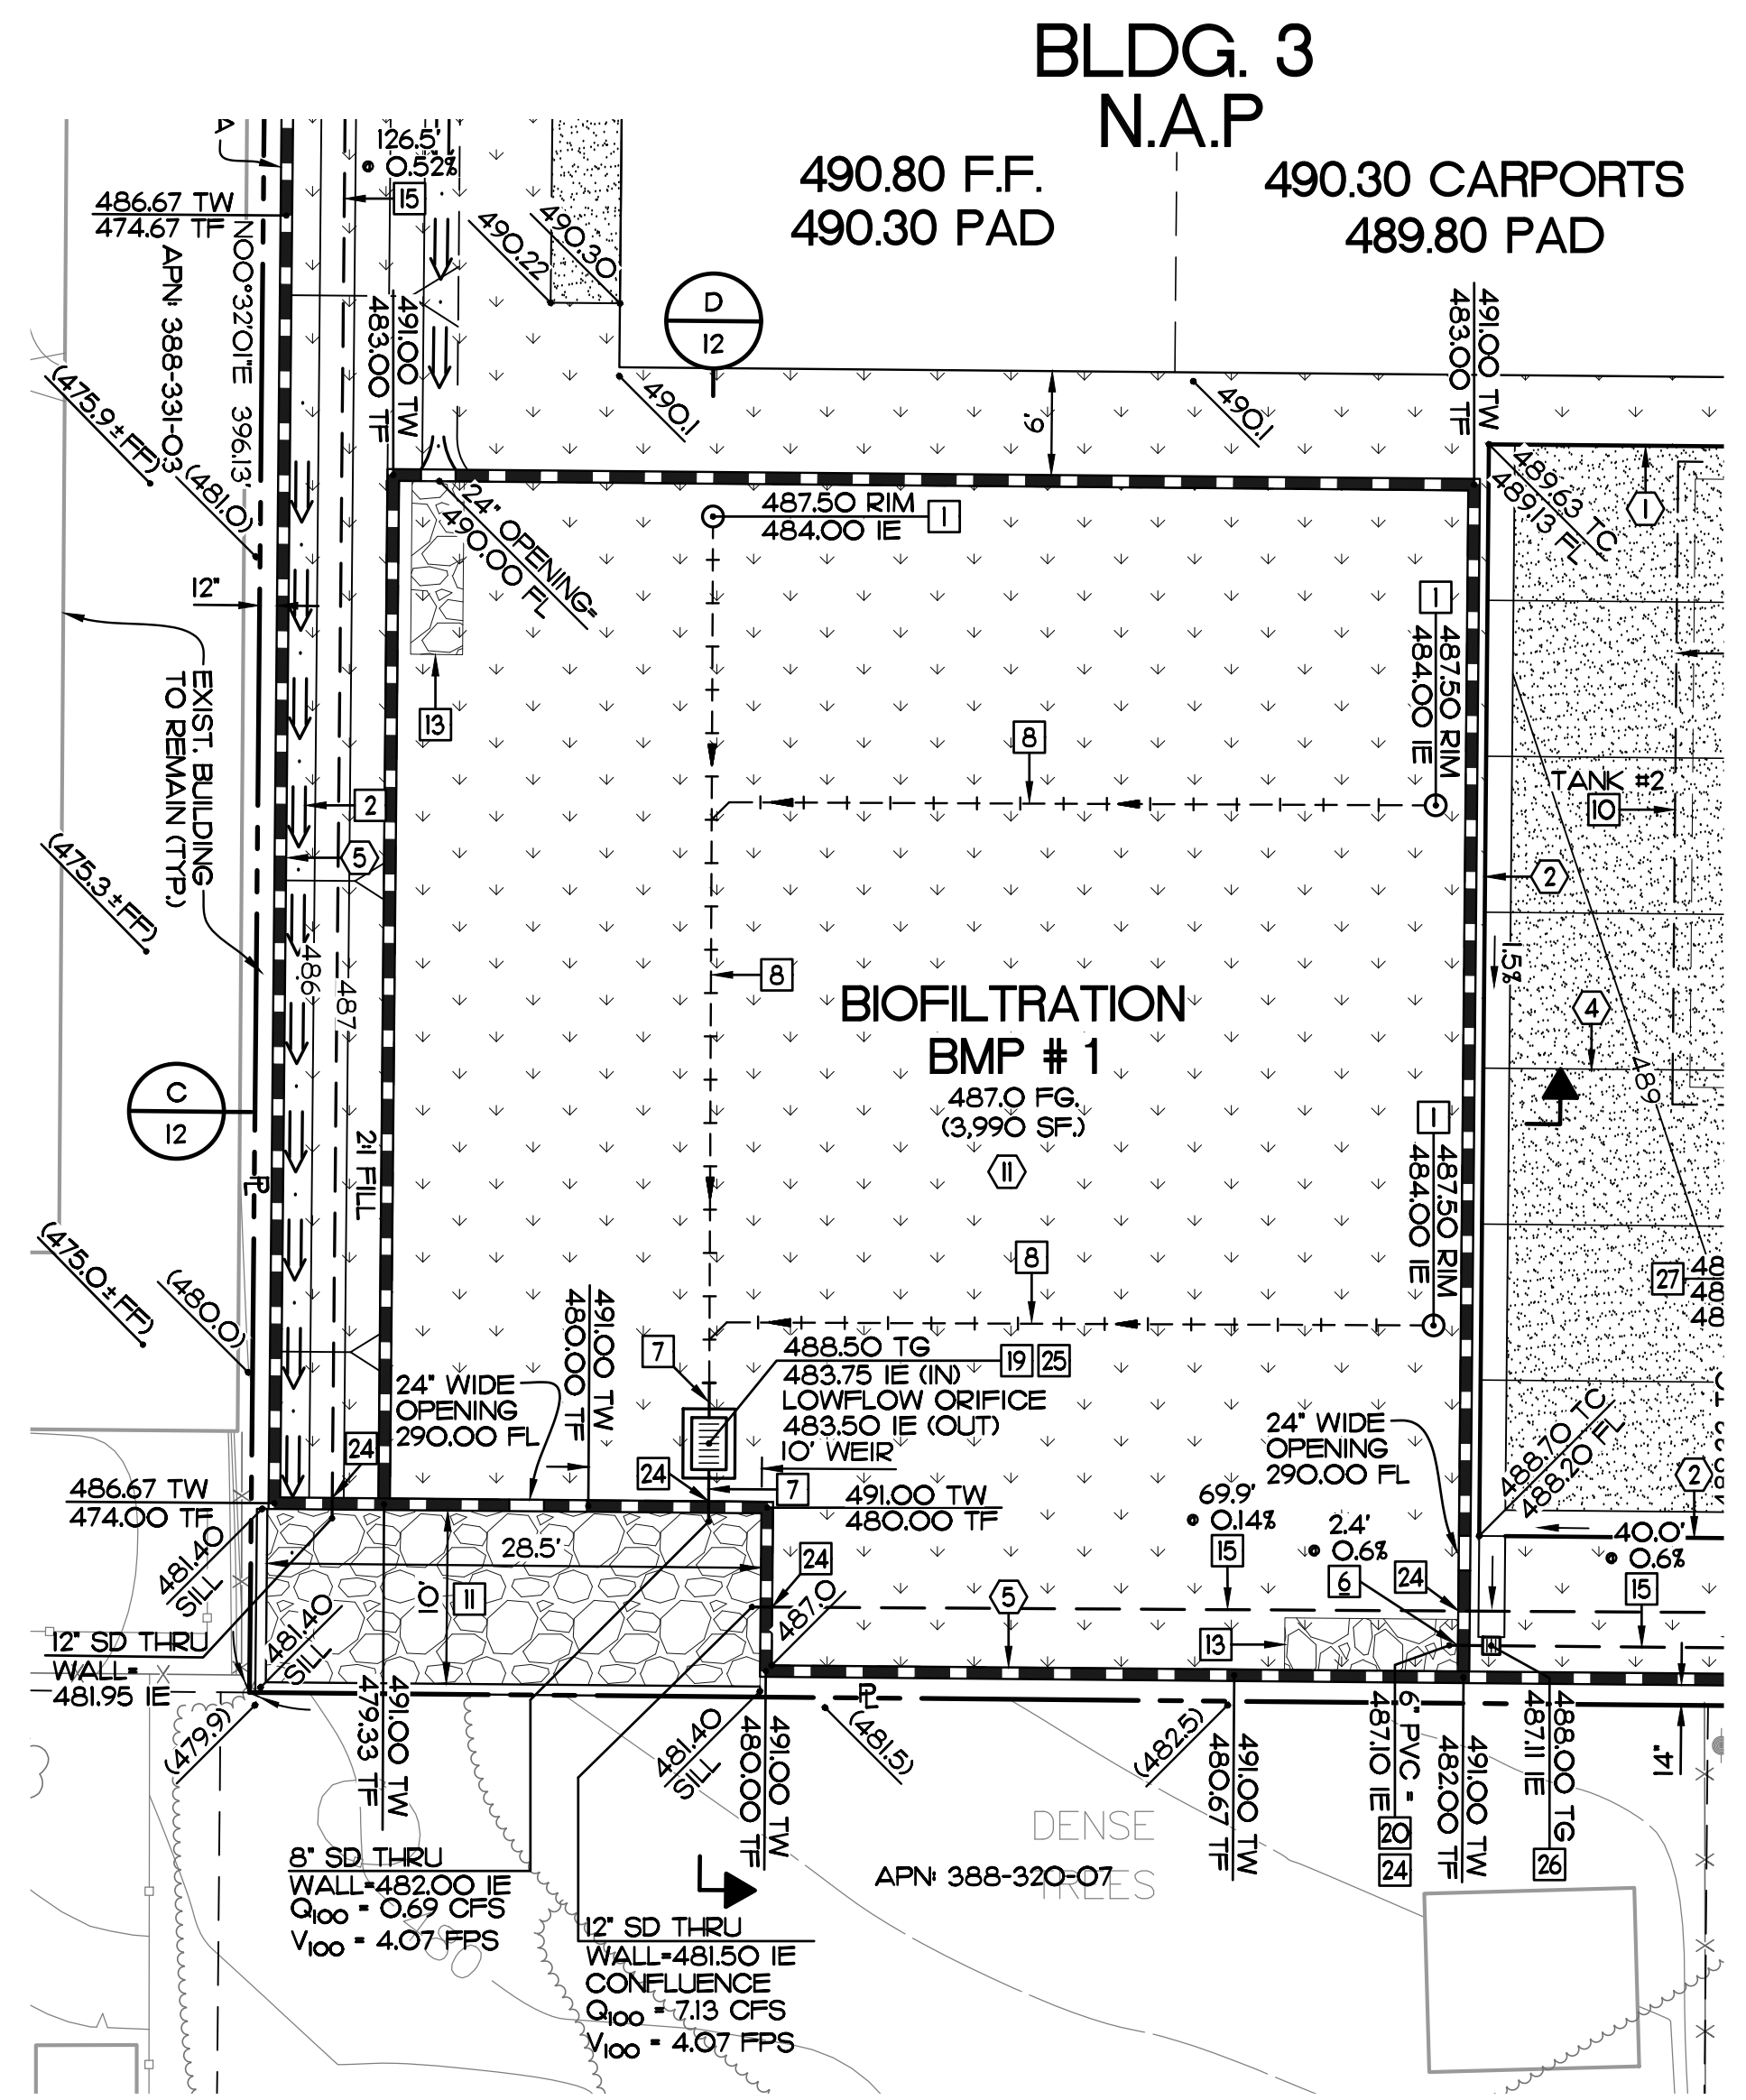 BLDG. 3
N.A.P
490.80 F.F.
490.30 PAD
490.30 CARPORTS
489.80 PAD
126.5'
@ 0.52%
15
486.67 TW
474.67 TF
N00°32'01"E 396.13'
APN: 388-331-03
490.22
490.30
D
12
491.00 TW
483.00 TF
491.00 TW
483.00 TF
490.1
490.1
6'
(475.9±FF)
(481.0)
24" OPENING=
490.00 FL
487.50 RIM
484.00 IE
1
489.63 TC
489.13 FL
1
12"
1
487.50 RIM
484.00 IE
EXIST. BUILDING
TO REMAIN (TYP.)
13
8
TANK #2
10
2
5
2
(475.3±FF)
486
487
8
1.5%
4
489
BIOFILTRATION
BMP # 1
487.0 FG.
(3,990 SF.)
11
C
12
2:1 FILL
PL
1
487.50 RIM
484.00 IE
(475.0±FF)
(480.0)
8
27
48
48
48
491.00 TW
480.00 TF
7
488.50 TG
483.75 IE (IN)
LOWFLOW ORIFICE
483.50 IE (OUT)
19
25
10' WEIR
24" WIDE
OPENING
290.00 FL
24
24
7
24" WIDE
OPENING
290.00 FL
488.70 TC
488.20 FL
2
486.67 TW
474.00 TF
491.00 TW
480.00 TF
69.9'
@ 0.14%
15
2.4'
@ 0.6%
6
24
40.0'
@ 0.6%
15
481.40
SILL
28.5'
10'
11
24
487.0
5
13
12" SD THRU
WALL=
481.95 IE
481.40
SILL
(479.9)
491.00 TW
479.33 TF
481.40
SILL
491.00 TW
480.00 TF
PL
(481.5)
(482.5)
491.00 TW
480.67 TF
6" PVC =
487.10 IE
20
24
491.00 TW
482.00 TF
488.00 TG
487.11 IE
26
14"
DENSE
TREES
APN: 388-320-07
8" SD THRU
WALL=482.00 IE
Q100 = 0.69 CFS
V100 = 4.07 FPS
480
12" SD THRU
WALL=481.50 IE
CONFLUENCE
Q100 = 7.13 CFS
V100 = 4.07 FPS